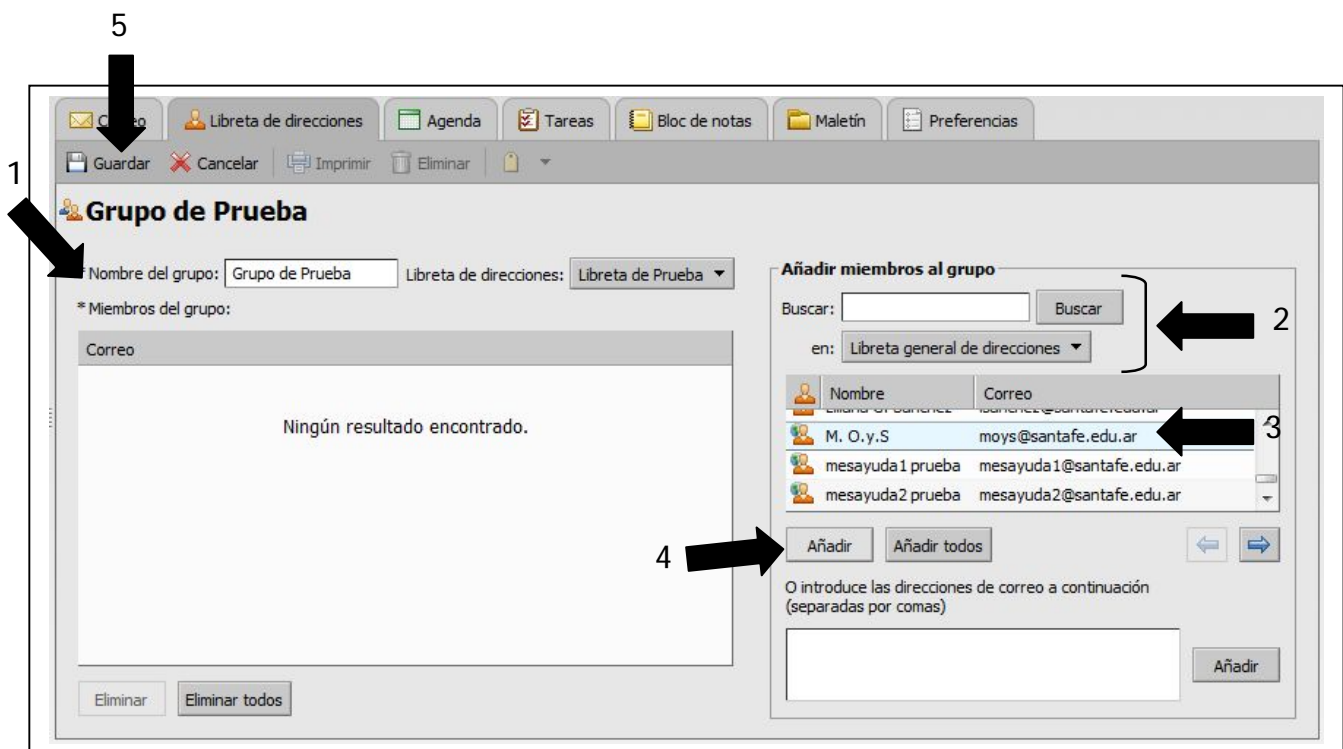 5
Correo Libreta de direcciones Agenda Tareas Bloc de notas Maletín Preferencias
Guardar Cancelar Imprimir Eliminar
1
Grupo de Prueba
* Nombre del grupo: Grupo de Prueba Libreta de direcciones: Libreta de Prueba
* Miembros del grupo:
Correo
Ningún resultado encontrado.
Eliminar Eliminar todos
Añadir miembros al grupo
Buscar: Buscar
2
en: Libreta general de direcciones
Nombre Correo
M. O.y.S moys@santafe.edu.ar
3
mesayuda1 prueba mesayuda1@santafe.edu.ar
mesayuda2 prueba mesayuda2@santafe.edu.ar
4
Añadir Añadir todos
O introduce las direcciones de correo a continuación
(separadas por comas)
Añadir